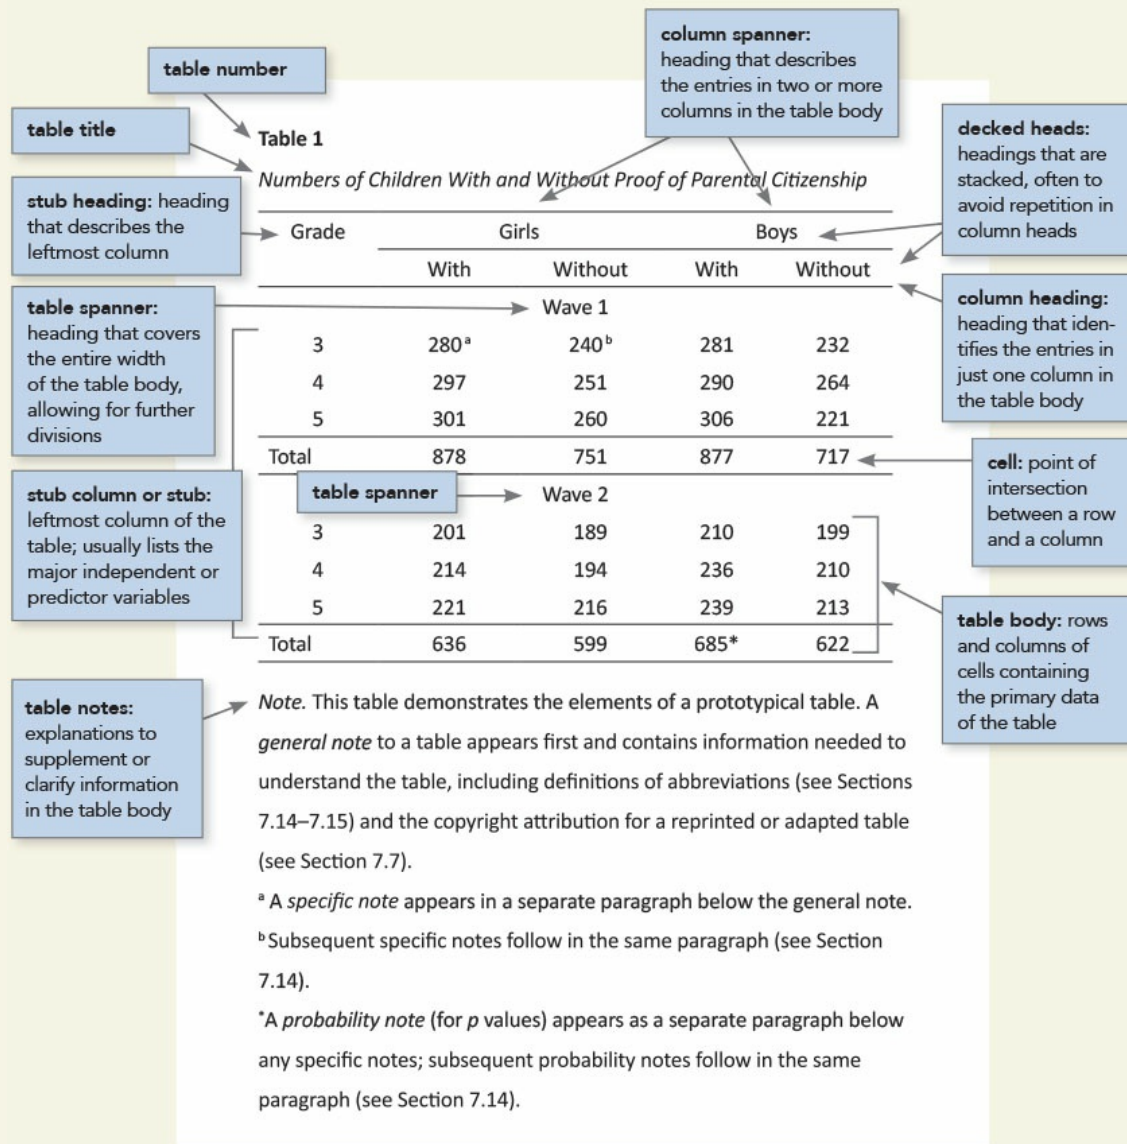 column spanner:
heading that describes
the entries in two or more
columns in the table body
table number
table title
Table 1
decked heads:
headings that are
stacked, often to
avoid repetition in
column heads
Numbers of Children With and Without Proof of Parental Citizenship
stub heading: heading
that describes the
leftmost column
Grade Girls Boys
With Without With Without
column heading:
heading that iden-
tifies the entries in
just one column in
the table body
table spanner:
heading that covers
the entire width
of the table body,
allowing for further
divisions
Wave 1
3 280ᵃ 240ᵇ 281 232
4 297 251 290 264
5 301 260 306 221
Total 878 751 877 717
cell: point of
intersection
between a row
and a column
stub column or stub:
leftmost column of the
table; usually lists the
major independent or
predictor variables
table spanner
Wave 2
3 201 189 210 199
4 214 194 236 210
5 221 216 239 213
Total 636 599 685* 622
table body: rows
and columns of
cells containing
the primary data
of the table
table notes:
explanations to
supplement or
clarify information
in the table body
Note. This table demonstrates the elements of a prototypical table. A
general note to a table appears first and contains information needed to
understand the table, including definitions of abbreviations (see Sections
7.14–7.15) and the copyright attribution for a reprinted or adapted table
(see Section 7.7).
ᵃ A specific note appears in a separate paragraph below the general note.
ᵇ Subsequent specific notes follow in the same paragraph (see Section
7.14).
*A probability note (for p values) appears as a separate paragraph below
any specific notes; subsequent probability notes follow in the same
paragraph (see Section 7.14).